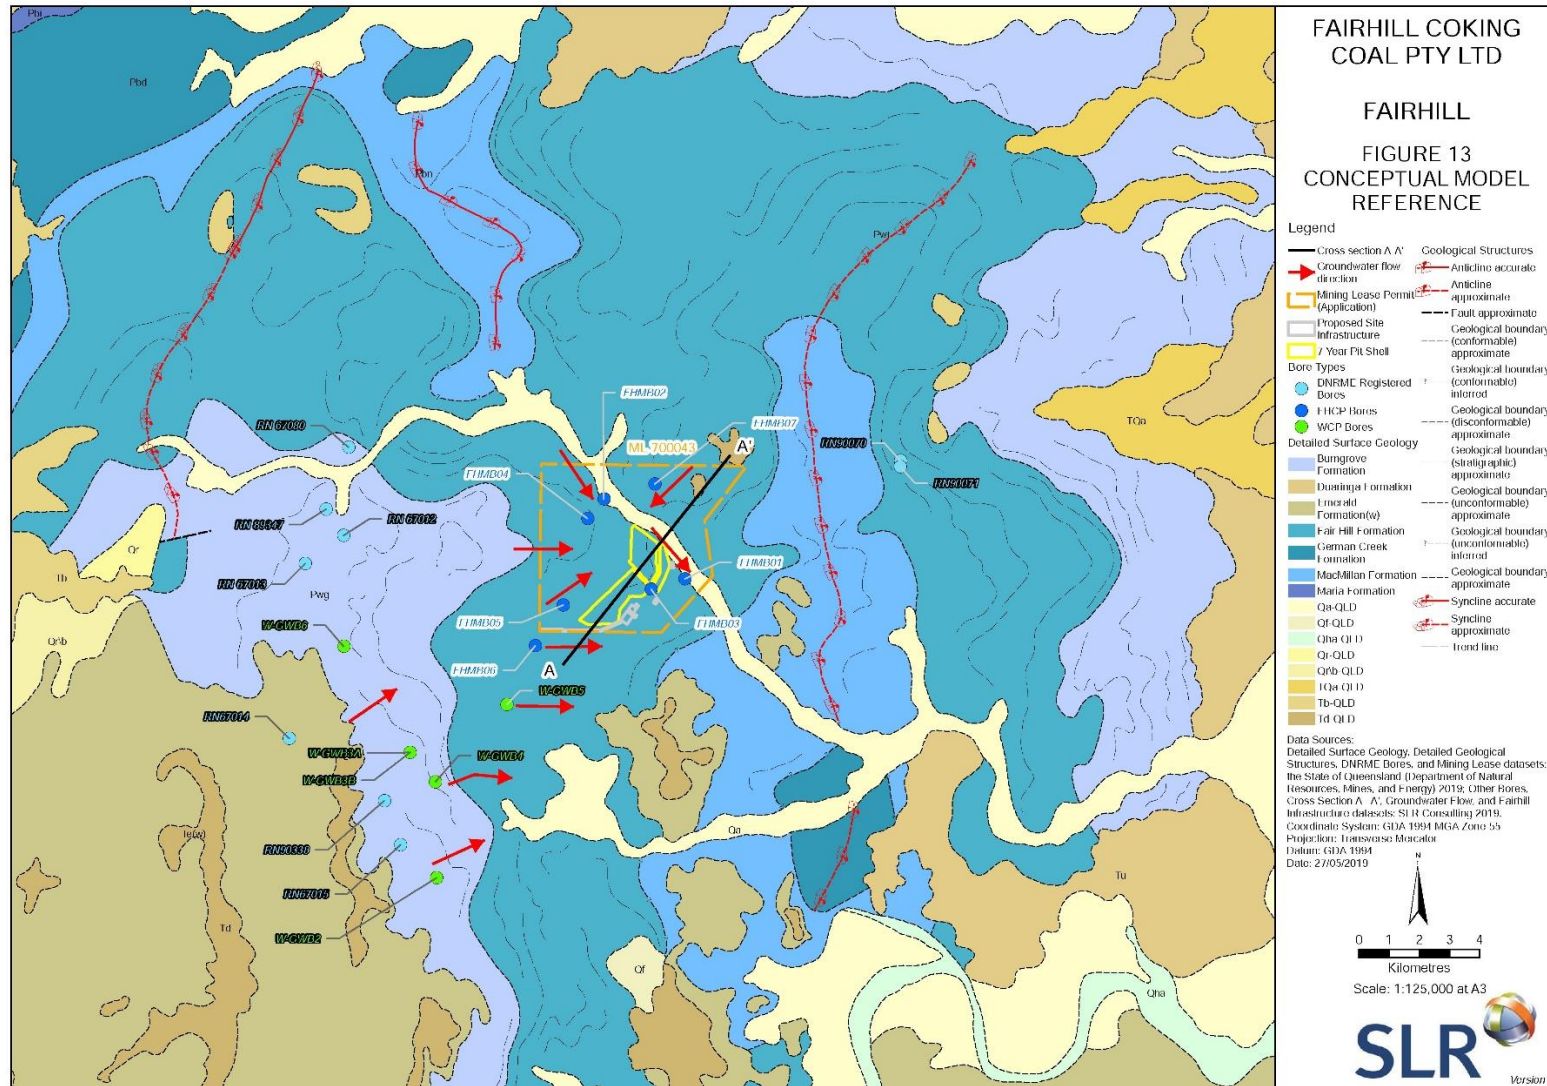 FAIRHILL COKING
COAL PTY LTD
FAIRHILL
FIGURE 13
CONCEPTUAL MODEL
REFERENCE
Legend
Cross section A A'
Groundwater flow
direction
Mining Lease Permit
(Application)
Proposed Site
Infrastructure
7 Year Pit Shell
Bore Types
DNRME Registered
Bores
FHCP Bores
WCP Bores
Detailed Surface Geology
Burngrove
Formation
Duaringa Formation
Emerald
Formation(w)
Fair Hill Formation
German Creek
Formation
MacMillan Formation
Maria Formation
Qa-QLD
Qf-QLD
Qha QLD
Qr-QLD
Qr\b-QLD
TQa QLD
Tb-QLD
Td QLD
Geological Structures
Anticline accurate
Anticline
approximate
Fault approximate
Geological boundary
(conformable)
approximate
Geological boundary
(conformable)
inferred
Geological boundary
(disconformable)
approximate
Geological boundary
(stratigraphic)
approximate
Geological boundary
(unconformable)
approximate
Geological boundary
(unconformable)
inferred
Geological boundary
approximate
Syncline accurate
Syncline
approximate
Trend line
Data Sources:
Detailed Surface Geology, Detailed Geological
Structures, DNRME Bores, and Mining Lease datasets:
the State of Queensland (Department of Natural
Resources, Mines, and Energy) 2019; Other Bores,
Cross Section A A', Groundwater Flow, and Fairhill
Infrastructure datasets: SLR Consulting 2019.
Coordinate System: GDA 1994 MGA Zone 55
Projection: Transverse Mercator
Datum: GDA 1994
Date: 27/05/2019
N
0 1 2 3 4
Kilometres
Scale: 1:125,000 at A3
SLR
Version
Pbd
Pbn
Pwt
FHMB02
FHMB07
RN 67080
ML 700043
A'
RN90070
TQa
FHMB04
RN90071
RN 89347
RN 67012
Qr
FHMB01
Tb
RN 67013
Pwg
FHMB05
FHMB03
Qr\b
W-GWB6
FHMB06
A
W-GWB5
RN67014
W-GWB3A
W-GWB4
W-GWB3B
Qa
Te(w)
RN90330
Tu
RN67015
Td
W-GWB2
Qf
Qha